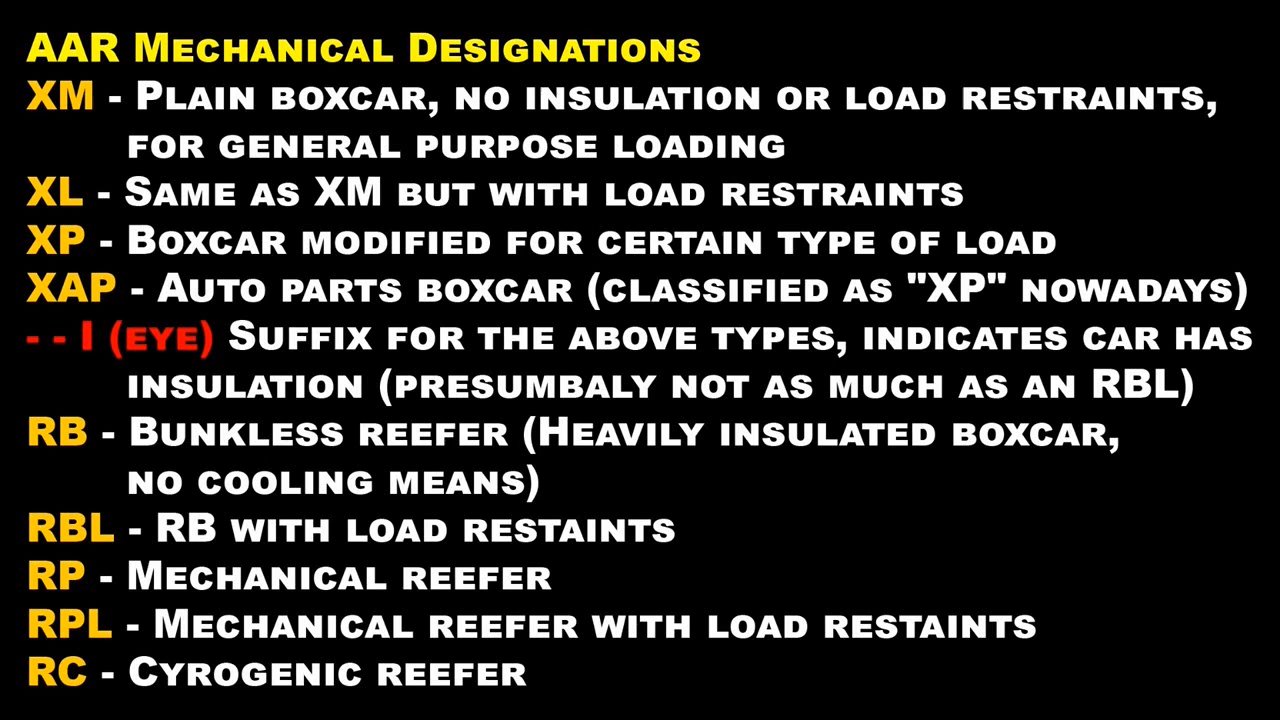 AAR Mechanical Designations
XM - Plain boxcar, no insulation or load restraints,
for general purpose loading
XL - Same as XM but with load restraints
XP - Boxcar modified for certain type of load
XAP - Auto parts boxcar (classified as "XP" nowadays)
- - I (eye) Suffix for the above types, indicates car has
insulation (presumbaly not as much as an RBL)
RB - Bunkless reefer (Heavily insulated boxcar,
no cooling means)
RBL - RB with load restaints
RP - Mechanical reefer
RPL - Mechanical reefer with load restaints
RC - Cyrogenic reefer